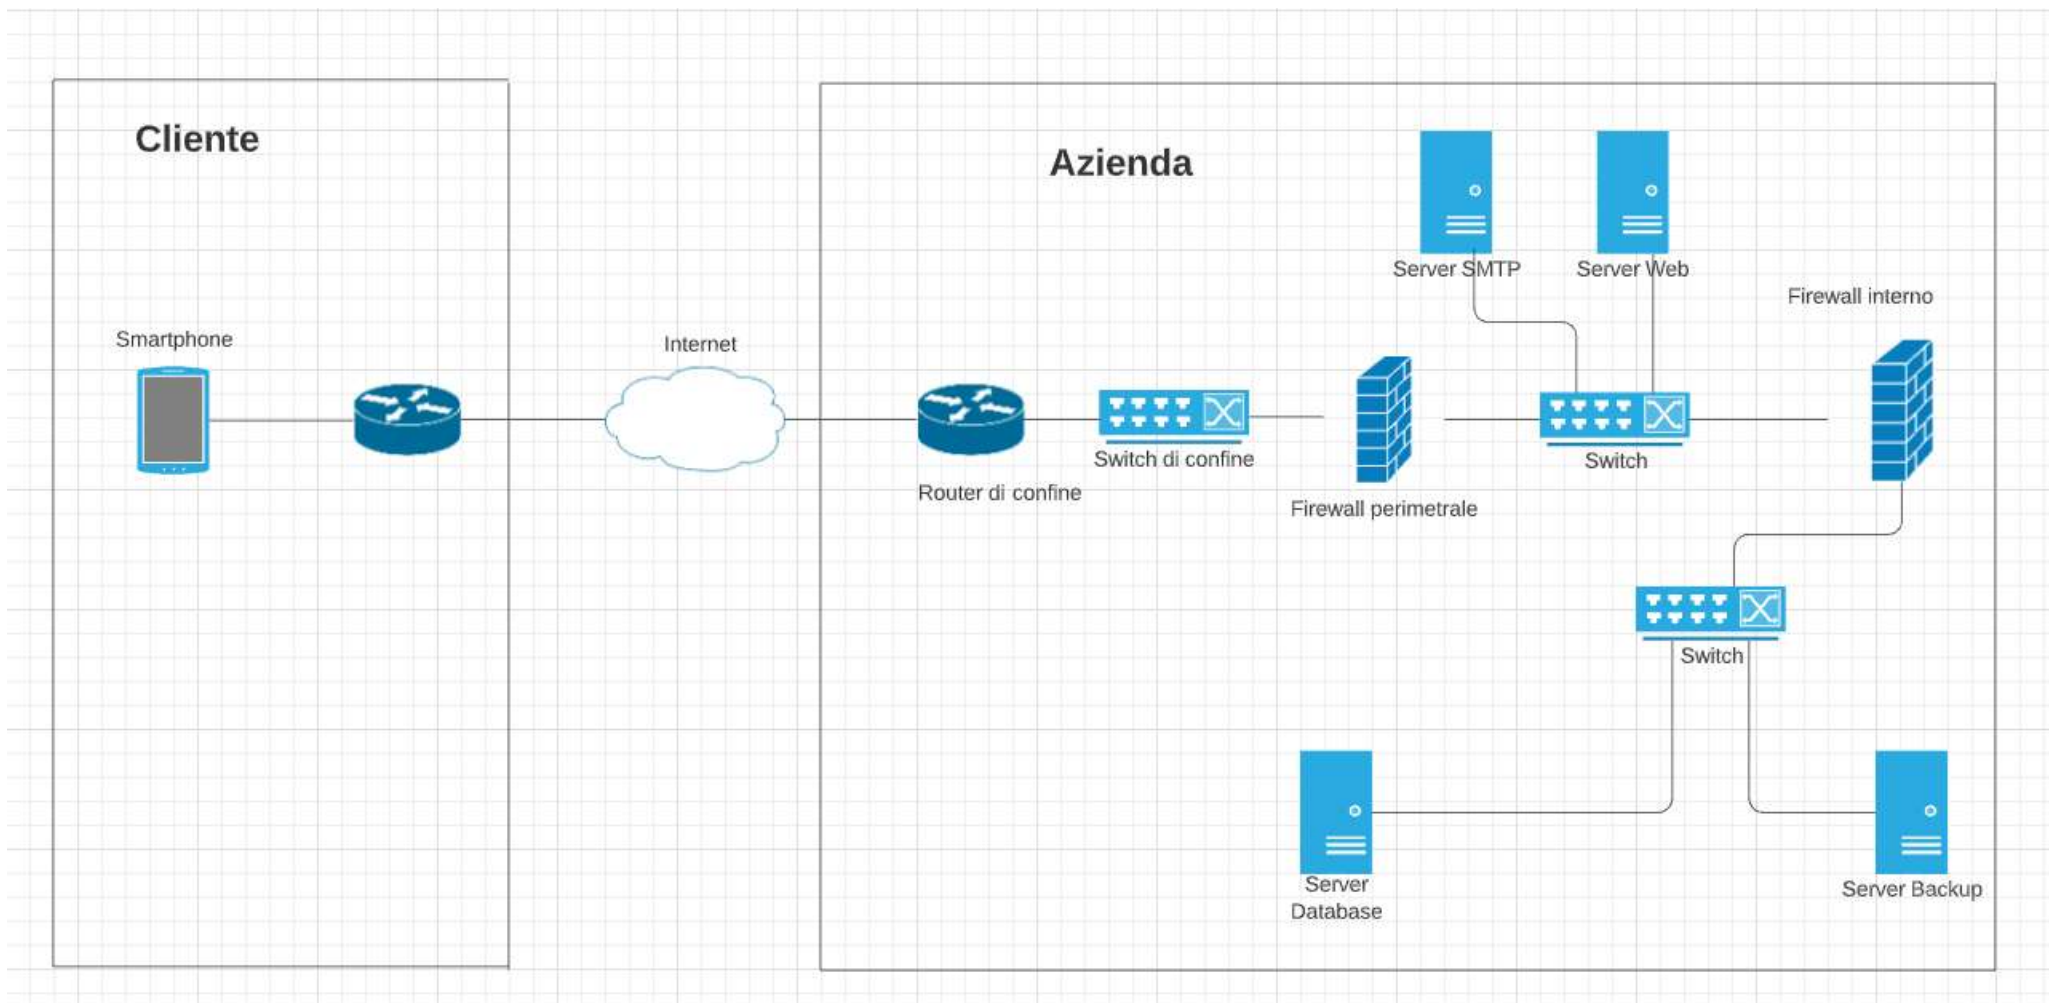 Cliente
Azienda
Server SMTP
Server Web
Firewall interno
Smartphone
Internet
Switch di confine
Switch
Router di confine
Firewall perimetrale
Switch
Server
Database
Server Backup